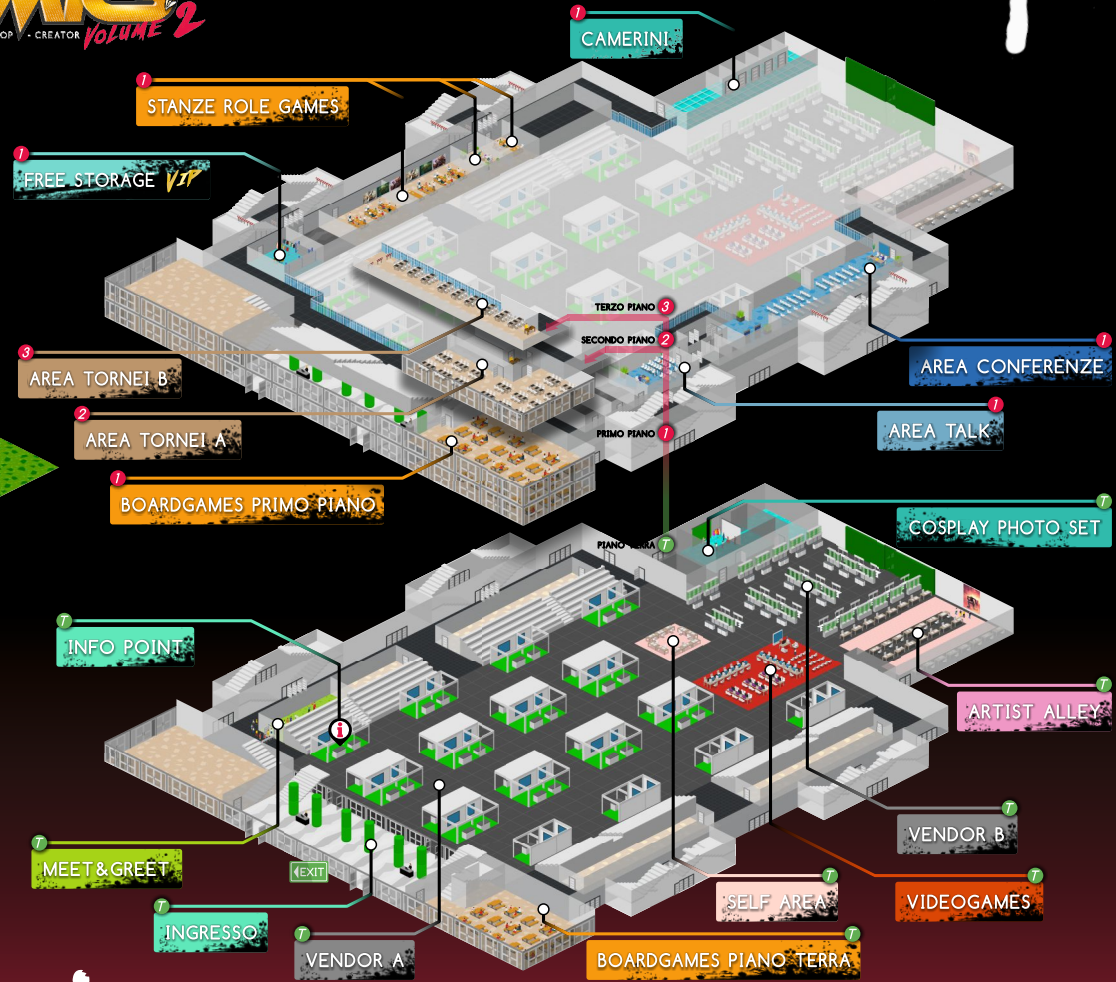 VOLUME 2
- CREATOR
1
CAMERINI
1
STANZE ROLE GAMES
1
FREE STORAGE VIP
TERZO PIANO 3
SECONDO PIANO 2
3
AREA TORNEI B
1
AREA CONFERENZE
2
AREA TORNEI A
1
AREA TALK
PRIMO PIANO 1
1
BOARDGAMES PRIMO PIANO
T
COSPLAY PHOTO SET
PIANO TERRA T
T
INFO POINT
T
ARTIST ALLEY
i
T
VENDOR B
T
MEET&GREET
EXIT
T
SELF AREA
T
VIDEOGAMES
T
INGRESSO
T
VENDOR A
T
BOARDGAMES PIANO TERRA